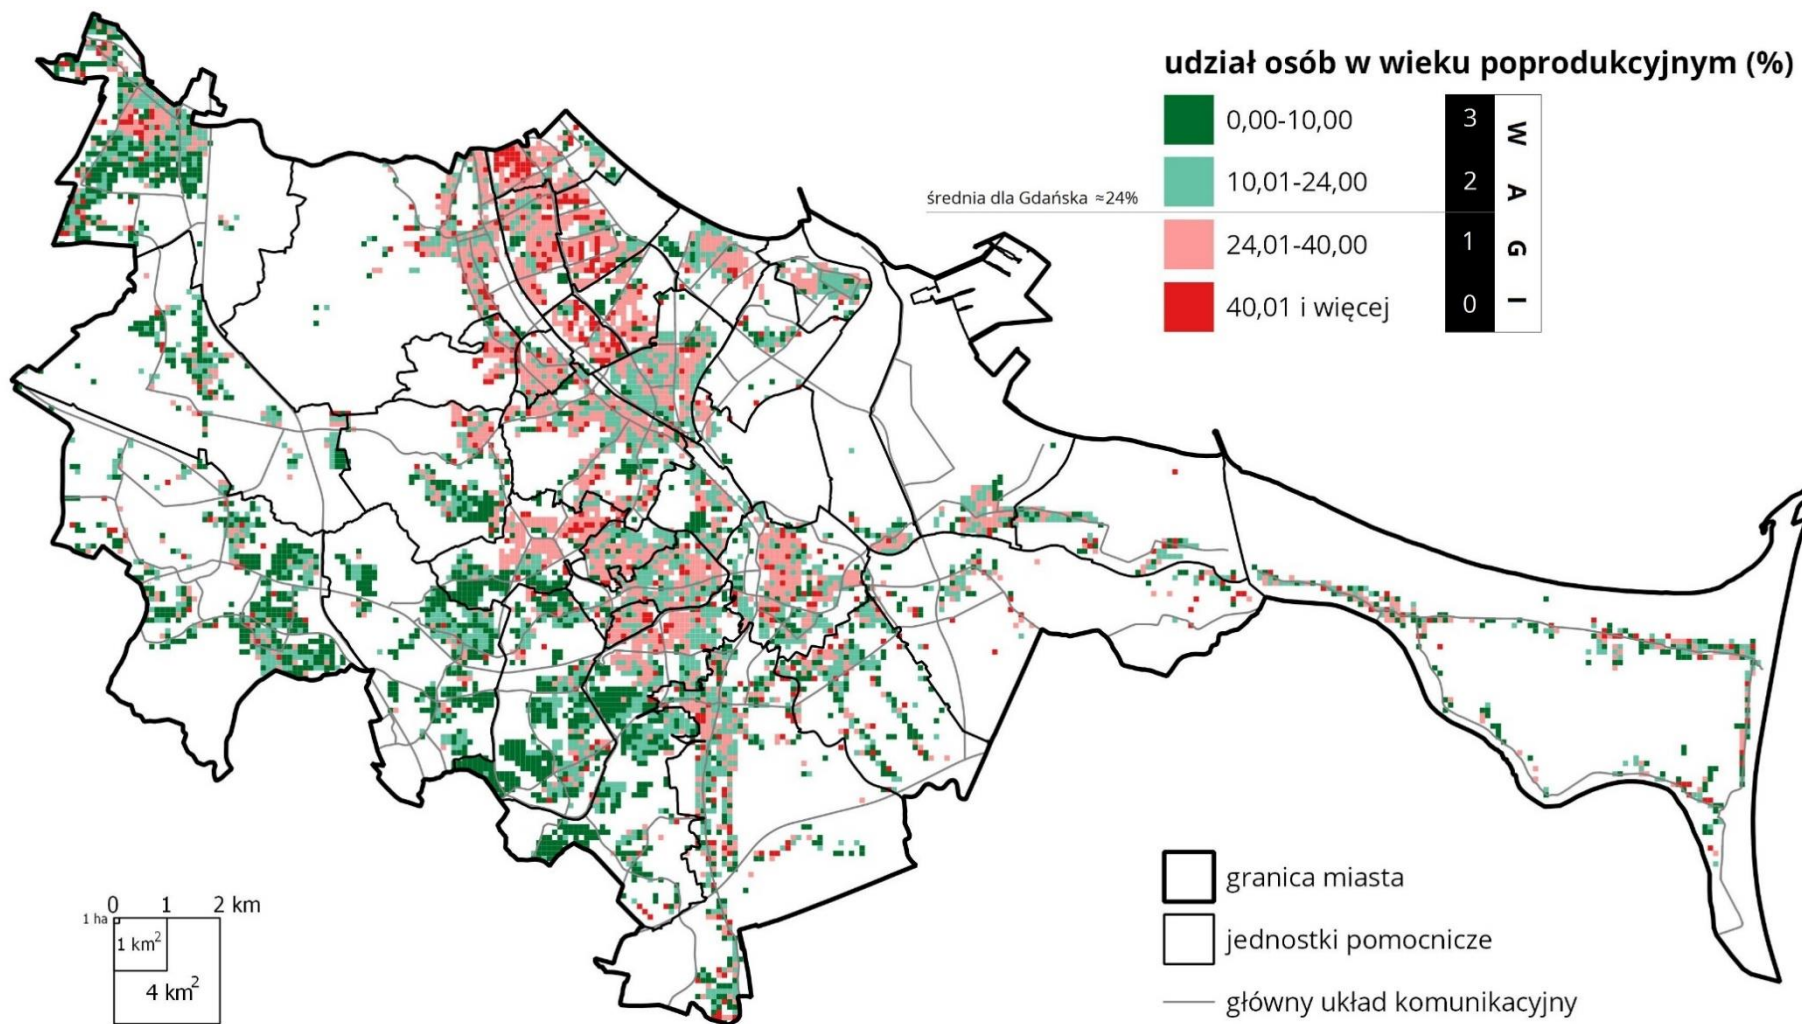 udział osób w wieku poprodukcyjnym (%)
0,00-10,00
3
10,01-24,00
2
średnia dla Gdańska ≈24%
24,01-40,00
1
40,01 i więcej
0
WAGI
granica miasta
jednostki pomocnicze
główny układ komunikacyjny
0 1 2 km
1 ha
1 km²
4 km²